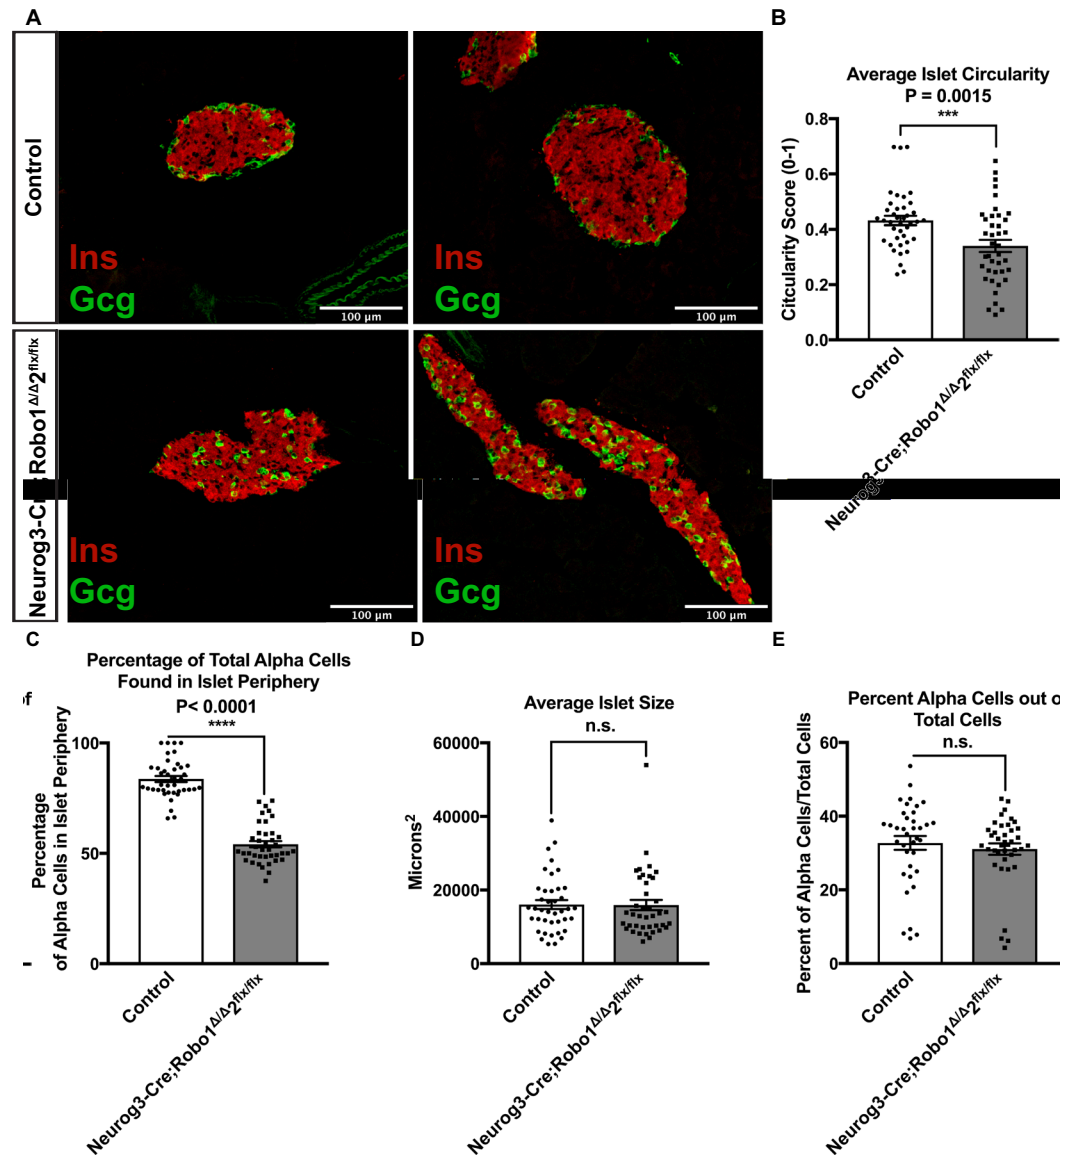 A
Control
Ins
Gcg
100 µm
Ins
Gcg
100 µm
Neurog3-Cre;Robo1Δ/Δ2flx/flx
Ins
Gcg
100 µm
Ins
Gcg
100 µm
B
Average Islet Circularity
P = 0.0015
***
Citcularity Score (0-1)
0.8
0.6
0.4
0.2
0.0
Control
Neurog3-Cre;Robo1Δ/Δ2flx/flx
C
Percentage of Total Alpha Cells
Found in Islet Periphery
P< 0.0001
****
of
Percentage
of Alpha Cells in Islet Periphery
100
50
0
Control
Neurog3-Cre;Robo1Δ/Δ2flx/flx
D
Average Islet Size
n.s.
Microns2
60000
40000
20000
0
Control
Neurog3-Cre;Robo1Δ/Δ2flx/flx
E
Percent Alpha Cells out o
Total Cells
n.s.
Percent of Alpha Cells/Total Cells
60
40
20
0
Control
Neurog3-Cre;Robo1Δ/Δ2flx/flx